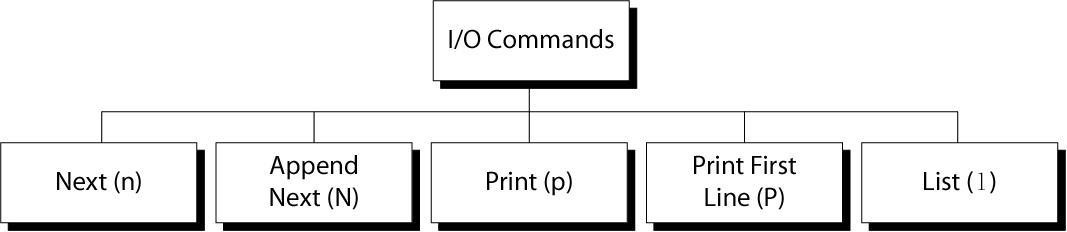 I/O Commands
Next (n)
Append
Next (N)
Print (p)
Print First
Line (P)
List (l)